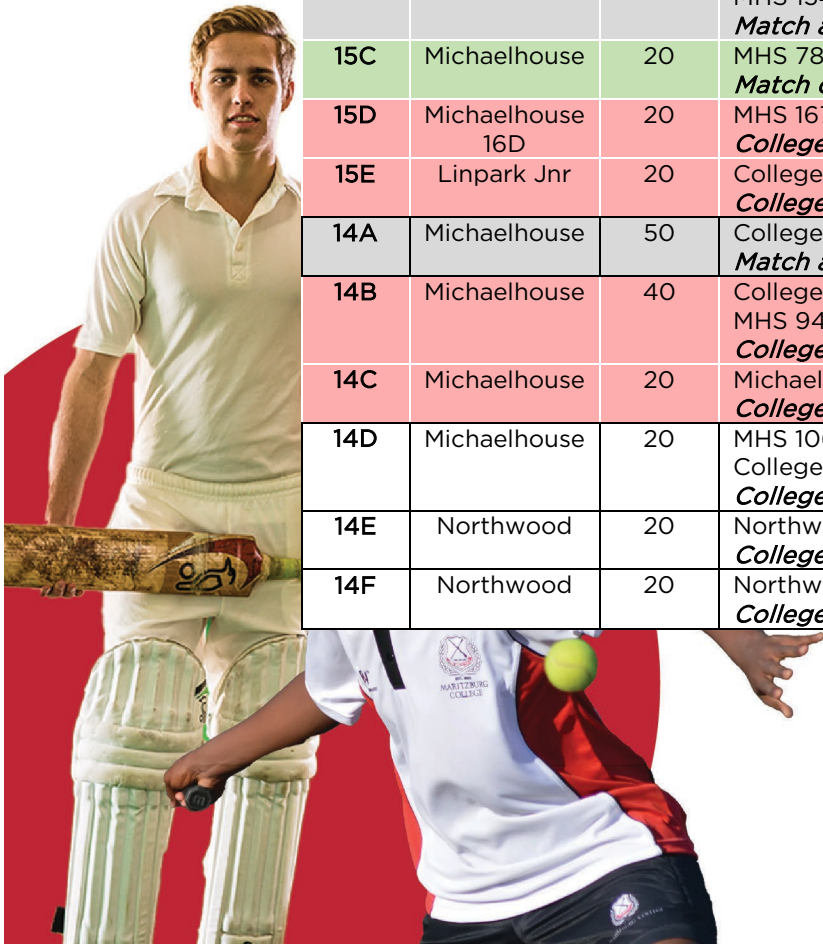 Match
15C Michaelhouse 20 MHS 78
Match
15D Michaelhouse 20 MHS 167
16D College
15E Linpark Jnr 20 College
College
14A Michaelhouse 50 College
Match
14B Michaelhouse 40 College
MHS 94
College
14C Michaelhouse 20 Michael
College
14D Michaelhouse 20 MHS 10
College
College
14E Northwood 20 Northw
College
14F Northwood 20 Northw
College
MARITZBURG
COLLEGE